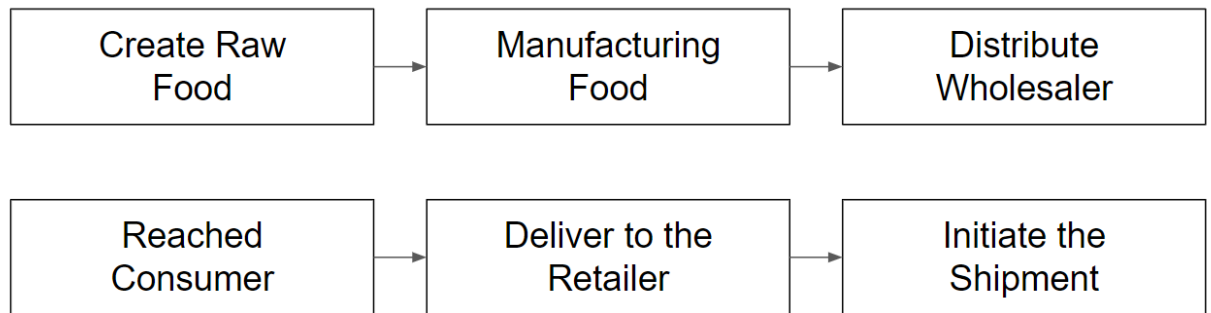 Create Raw
Food
Manufacturing
Food
Distribute
Wholesaler
Reached
Consumer
Deliver to the
Retailer
Initiate the
Shipment